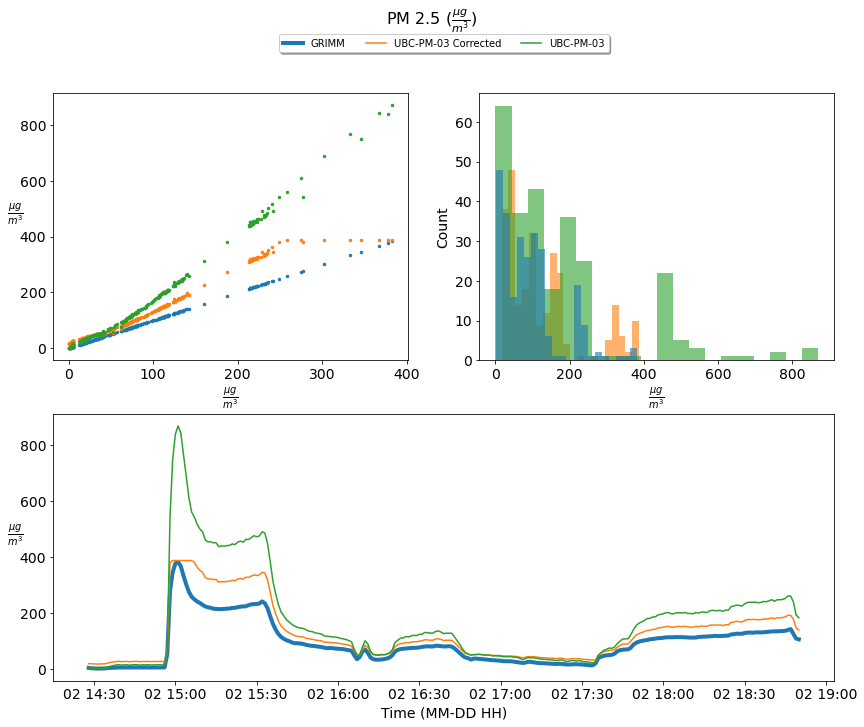 PM 2.5 (μg/m³)
GRIMM UBC-PM-03 Corrected UBC-PM-03
800
600
μg/m³
400
200
0
0 100 200 300 400
μg/m³
60
50
40
Count
30
20
10
0
0 200 400 600 800
μg/m³
800
600
μg/m³
400
200
0
02 14:30 02 15:00 02 15:30 02 16:00 02 16:30 02 17:00 02 17:30 02 18:00 02 18:30 02 19:00
Time (MM-DD HH)